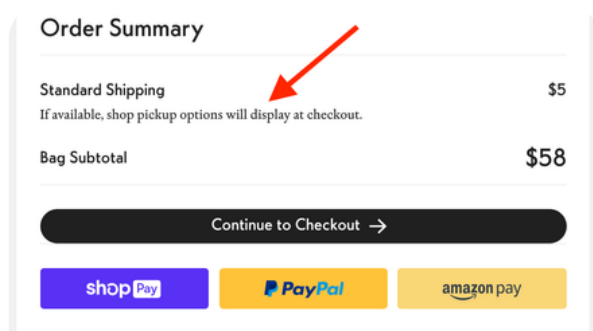 Order Summary
Standard Shipping $5
If available, shop pickup options will display at checkout.
Bag Subtotal $58
Continue to Checkout →
shop Pay PayPal amazon pay